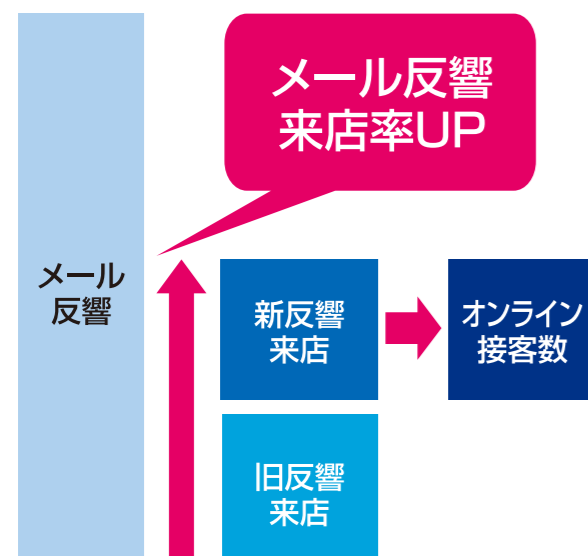 メール反響
来店率UP
メール
反響
新反響
来店
オンライン
接客数
旧反響
来店